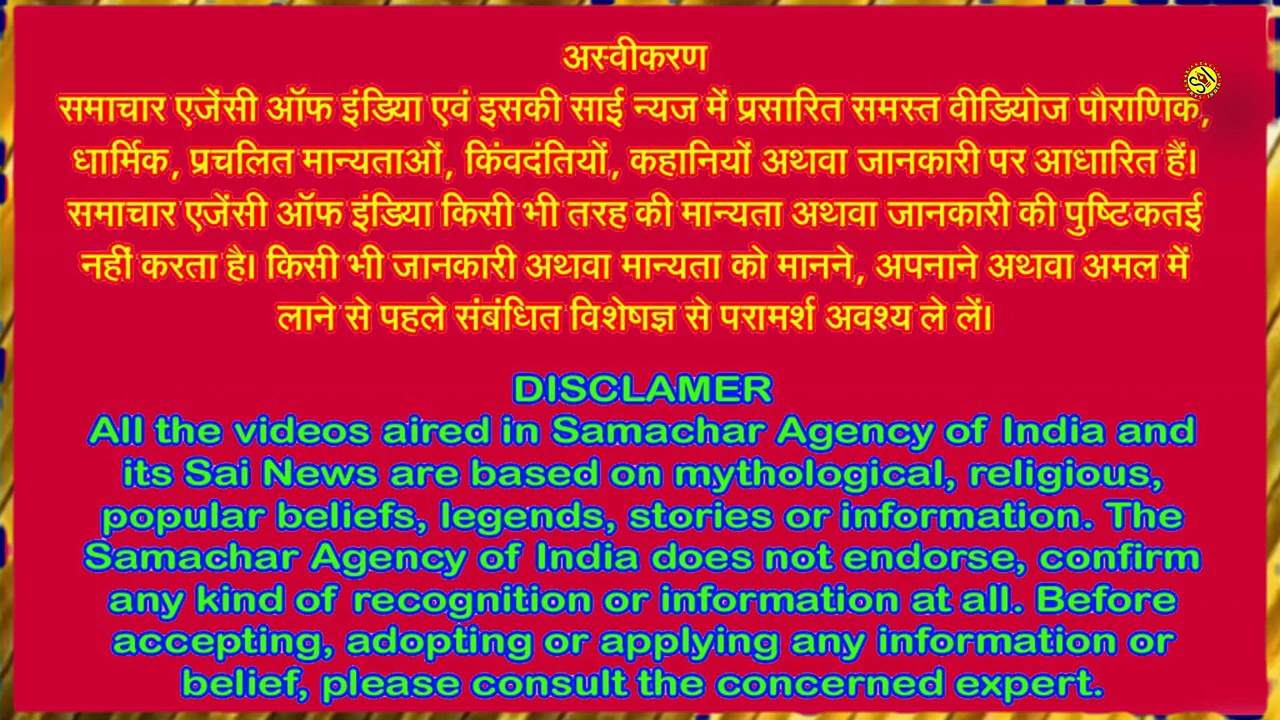 अस्वीकरण
SAI
समाचार एजेंसी ऑफ इंडिया एवं इसकी साई न्यज में प्रसारित समस्त वीडियोज पौराणिक,
धार्मिक, प्रचलित मान्यताओं, किंवदंतियों, कहानियों अथवा जानकारी पर आधारित हैं।
समाचार एजेंसी ऑफ इंडिया किसी भी तरह की मान्यता अथवा जानकारी की पुष्टि कतई
नहीं करता है। किसी भी जानकारी अथवा मान्यता को मानने, अपनाने अथवा अमल में
लाने से पहले संबंधित विशेषज्ञ से परामर्श अवश्य ले लें।
DISCLAMER
All the videos aired in Samachar Agency of India and
its Sai News are based on mythological, religious,
popular beliefs, legends, stories or information. The
Samachar Agency of India does not endorse, confirm
any kind of recognition or information at all. Before
accepting, adopting or applying any information or
belief, please consult the concerned expert.